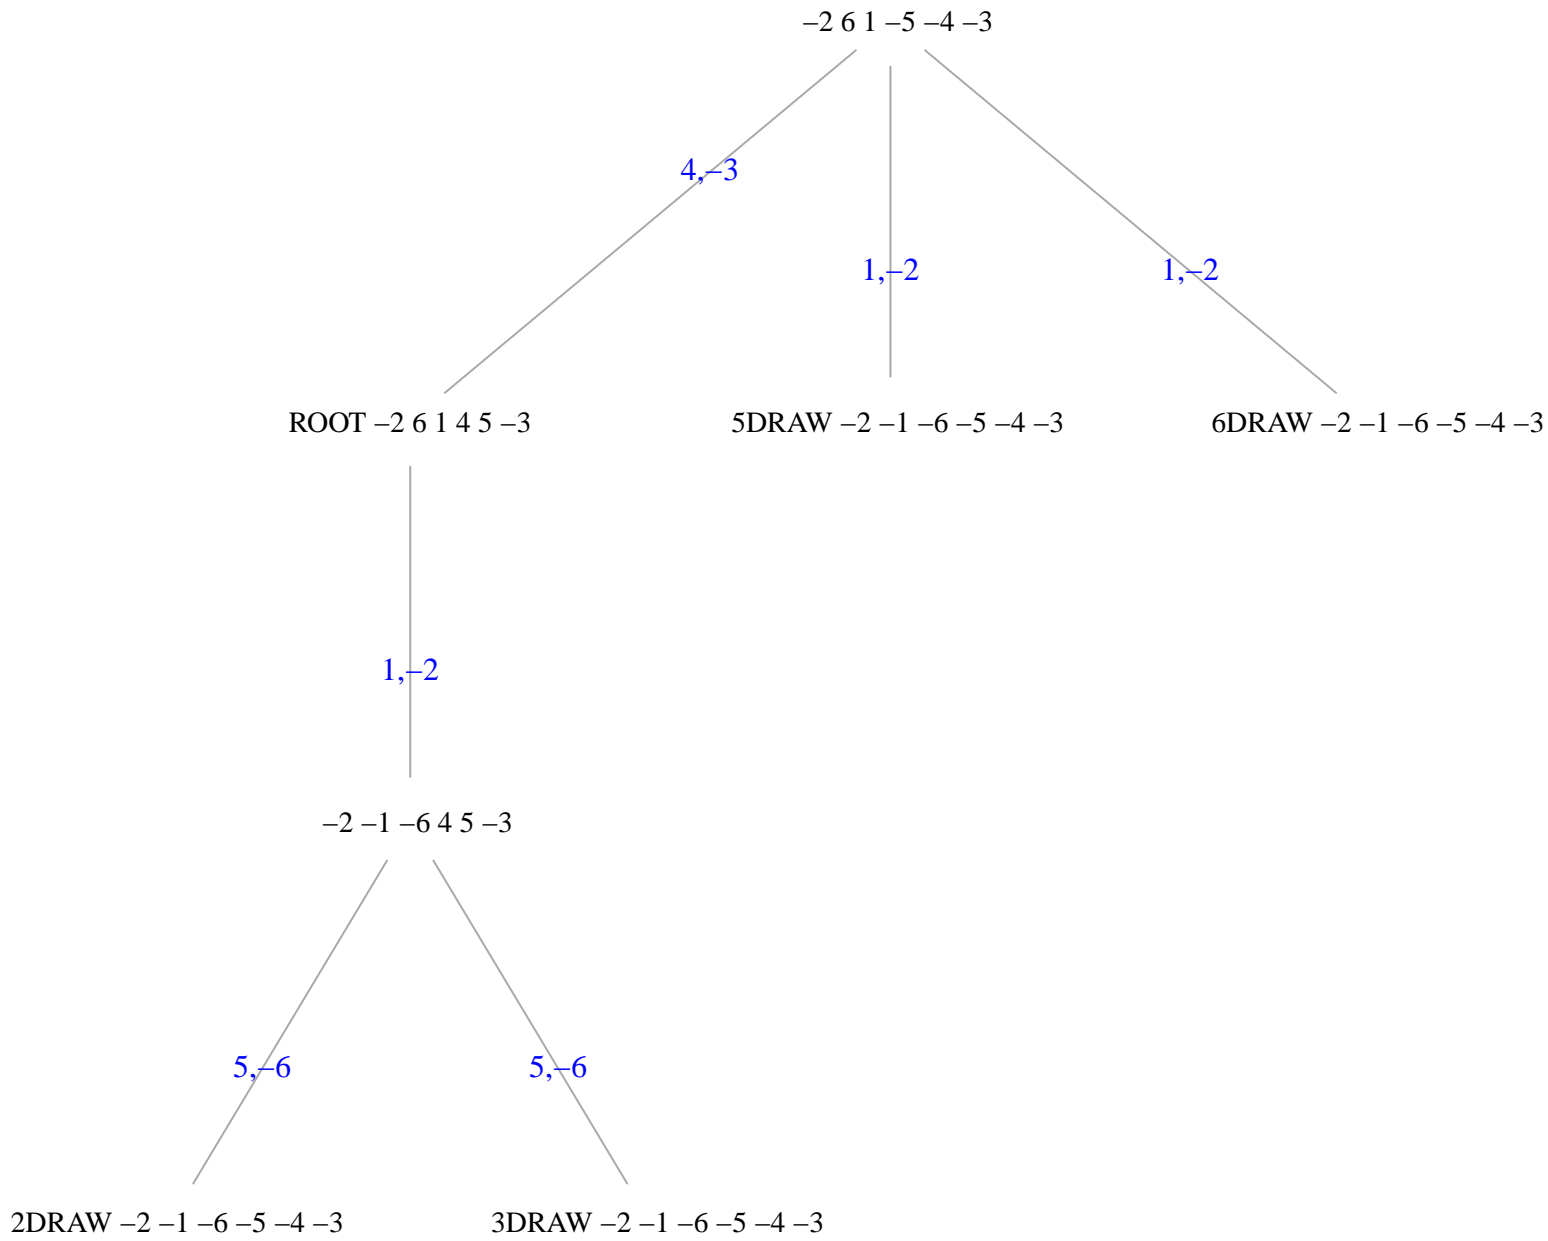 –2 6 1 –5 –4 –3
4,–3
1,–2
1,–2
ROOT –2 6 1 4 5 –3
5DRAW –2 –1 –6 –5 –4 –3
6DRAW –2 –1 –6 –5 –4 –3
1,–2
–2 –1 –6 4 5 –3
5,–6
5,–6
2DRAW –2 –1 –6 –5 –4 –3
3DRAW –2 –1 –6 –5 –4 –3